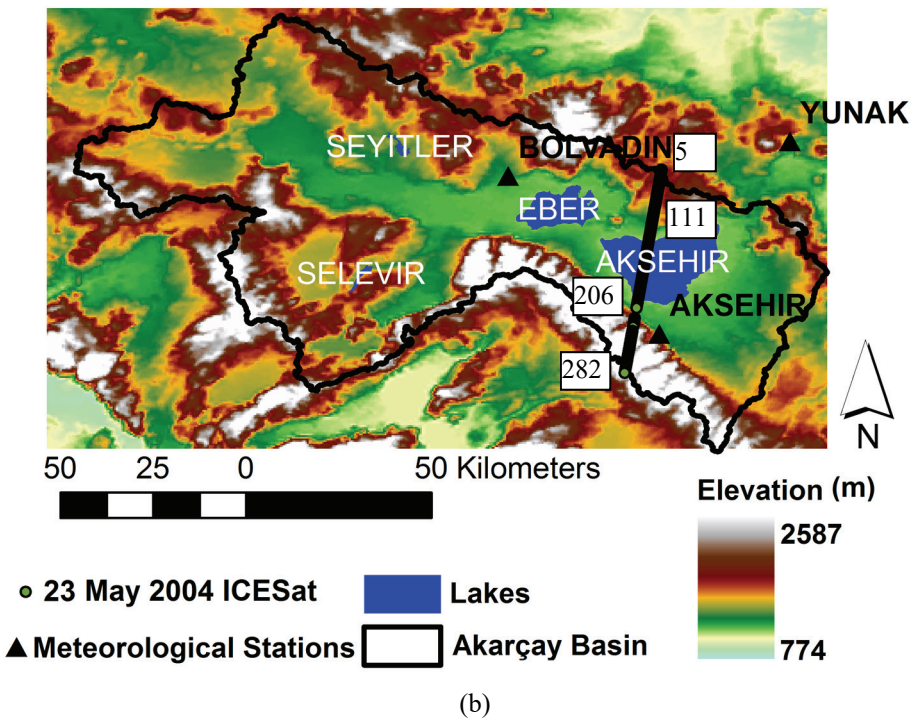 YUNAK
SEYITLER
BOLVADIN
5
EBER
111
AKSEHIR
SELEVIR
206
AKSEHIR
282
N
50 25 0 50 Kilometers
Elevation (m)
2587
774
23 May 2004 ICESat
Lakes
Meteorological Stations
Akarçay Basin
(b)